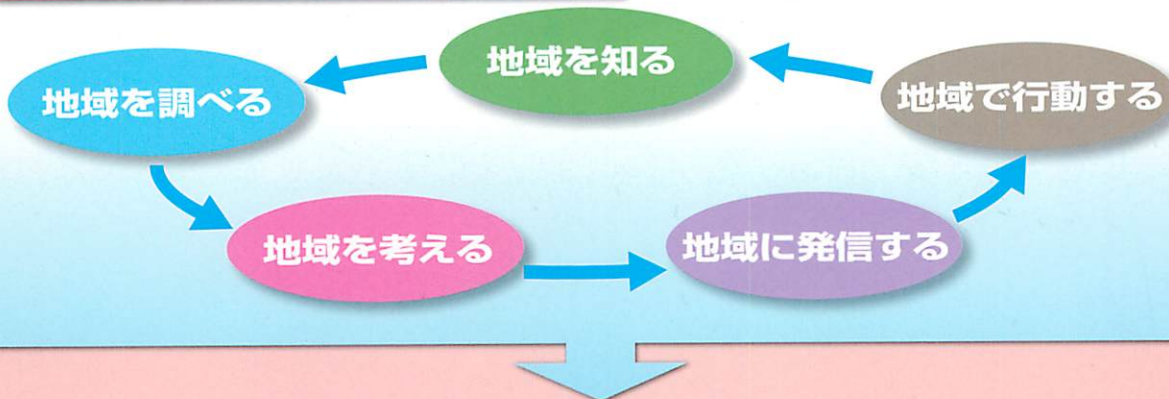 地域を知る
地域を調べる
地域を考える
地域に発信する
地域で行動する